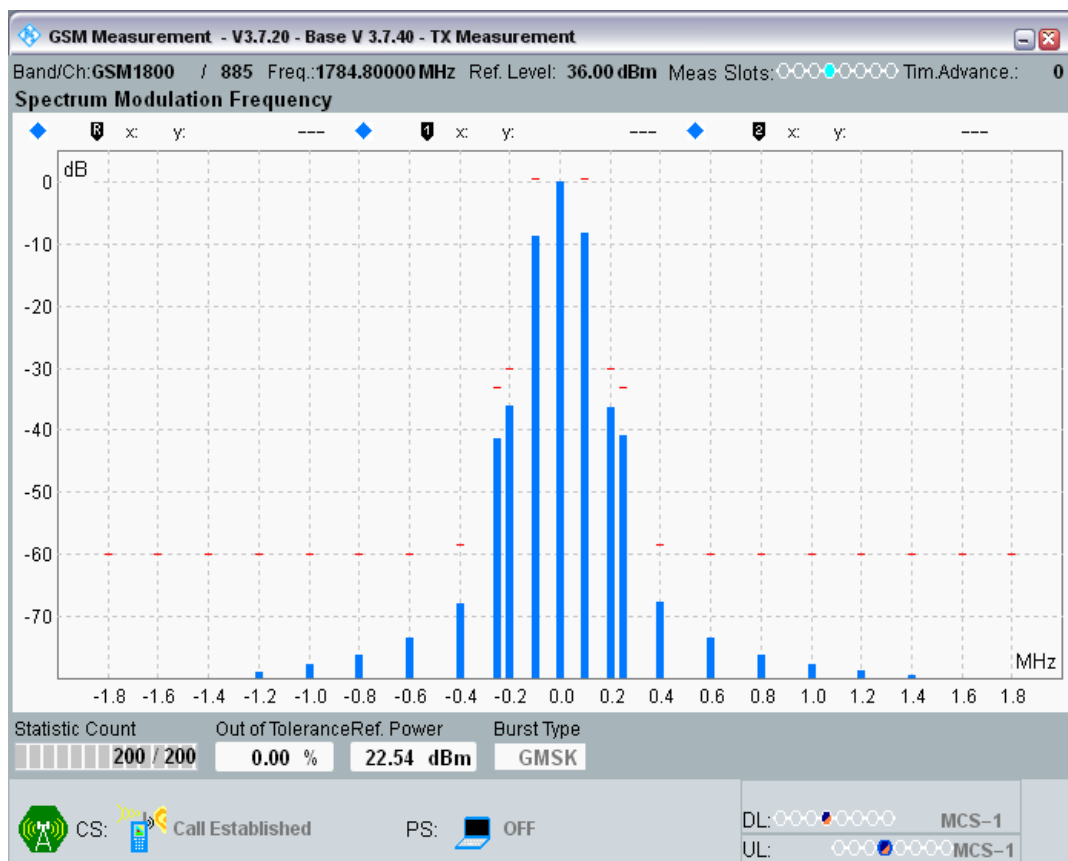 GSM Measurement - V3.7.20 - Base V 3.7.40 - TX Measurement
Band/Ch:GSM1800 / 885 Freq.:1784.80000 MHz Ref. Level: 36.00 dBm Meas Slots: Tim.Advance.: 0
Spectrum Modulation Frequency
R x: y: --- 1 x: y: --- 2 x: y: ---
dB
0
-10
-20
-30
-40
-50
-60
-70
MHz
-1.8 -1.6 -1.4 -1.2 -1.0 -0.8 -0.6 -0.4 -0.2 0.0 0.2 0.4 0.6 0.8 1.0 1.2 1.4 1.6 1.8
Statistic Count Out of Tolerance Ref. Power Burst Type
200 / 200 0.00 % 22.54 dBm GMSK
CS: Call Established PS: OFF
DL: MCS-1
UL: MCS-1